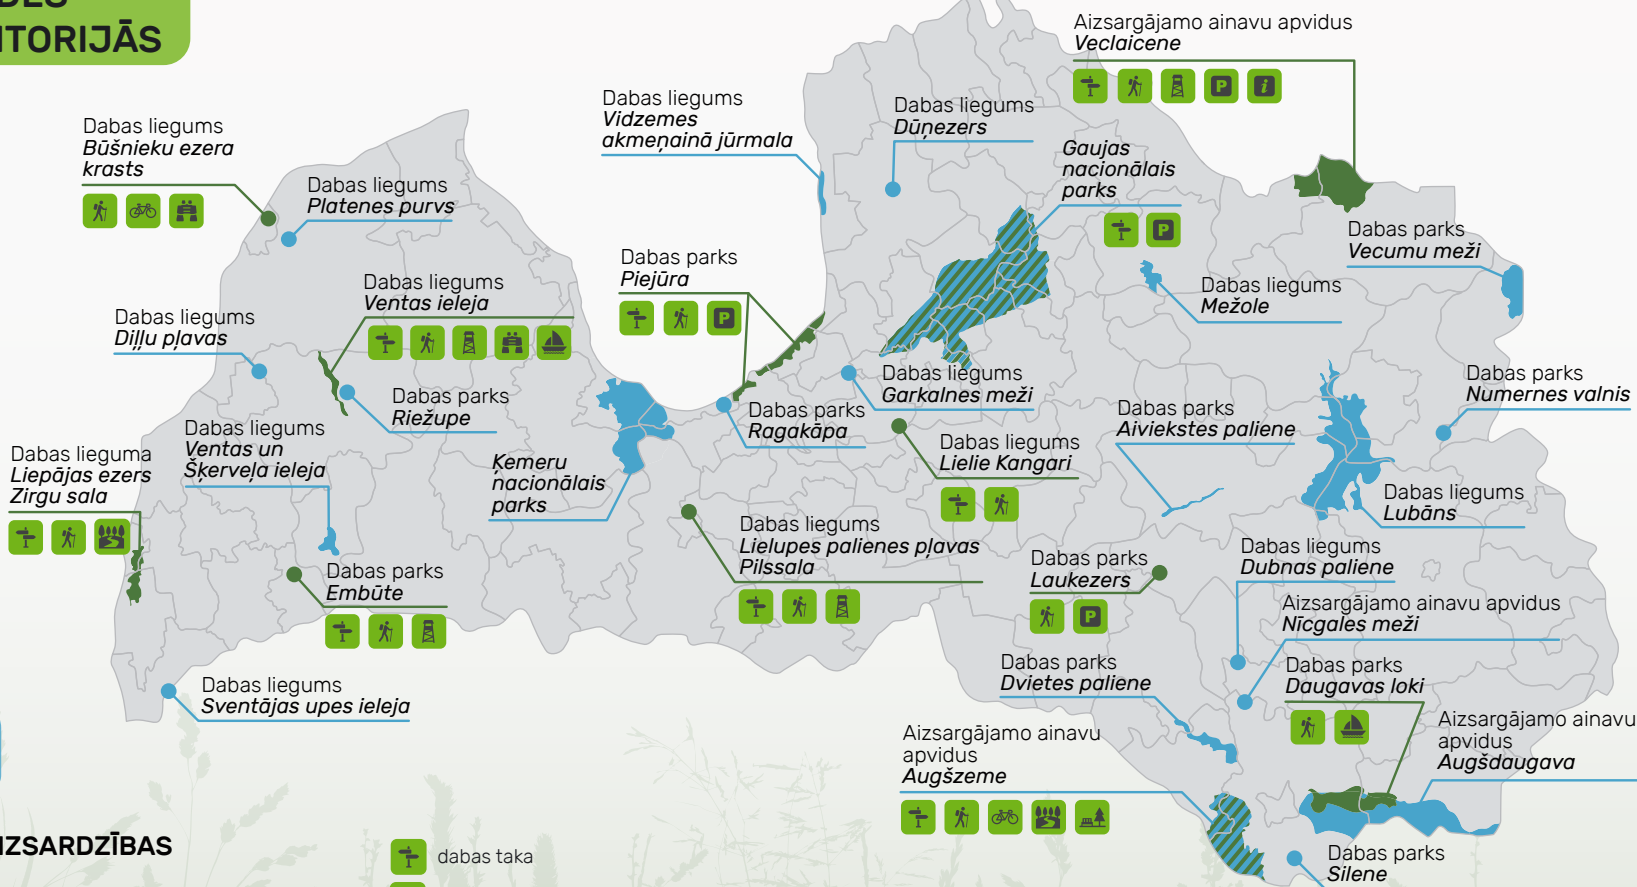 ITORIJĀS
Aizsargājamo ainavu apvidus
Veclaicene
Dabas liegums
Vidzemes
akmeņainā jūrmala
Dabas liegums
Dūņezers
Dabas liegums
Būšnieku ezera
krasts
Gaujas
nacionālais
parks
Dabas liegums
Platenes purvs
Dabas parks
Vecumu meži
Dabas parks
Piejūra
Dabas liegums
Ventas ieleja
Dabas liegums
Mežole
Dabas liegums
Diļļu pļavas
Dabas liegums
Garkalnes meži
Dabas parks
Numernes valnis
Dabas parks
Riežupe
Dabas parks
Ragakāpa
Dabas parks
Aiviekstes paliene
Dabas liegums
Ventas un
Šķerveļa ieleja
Dabas lieguma
Liepājas ezers
Zirgu sala
Ķemeru
nacionālais
parks
Dabas liegums
Lielie Kangari
Dabas liegums
Lubāns
Dabas liegums
Lielupes palienes pļavas
Pilssala
Dabas parks
Laukezers
Dabas liegums
Dubnas paliene
Dabas parks
Embūte
Aizsargājamo ainavu apvidus
Nīcgales meži
Dabas parks
Dvietes paliene
Dabas parks
Daugavas loki
Dabas liegums
Sventājas upes ieleja
Aizsargājamo ainavu
apvidus
Augšdaugava
Aizsargājamo ainavu
apvidus
Augšzeme
IZSARDZĪBAS
dabas taka
Dabas parks
Silene